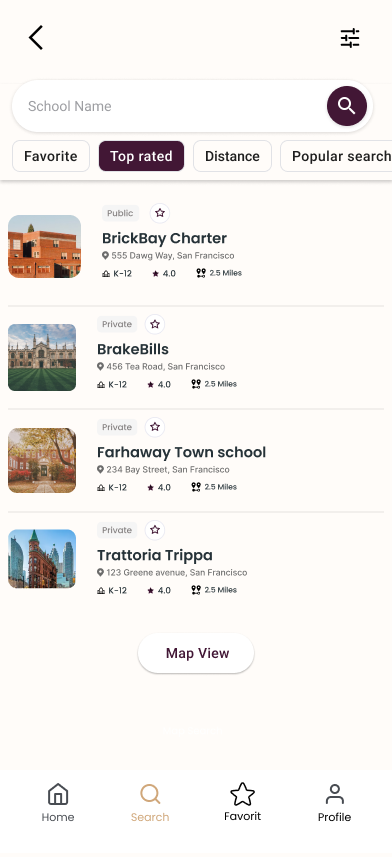 School Name
Favorite Top rated Distance Popular search
Public
BrickBay Charter
555 Dawg Way, San Francisco
K-12 4.0 2.5 Miles
Private
BrakeBills
456 Tea Road, San Francisco
K-12 4.0 2.5 Miles
Private
Farhaway Town school
234 Bay Street, San Francisco
K-12 4.0 2.5 Miles
Private
Trattoria Trippa
123 Greene avenue, San Francisco
K-12 4.0 2.5 Miles
Map View
Home Search Favorit Profile